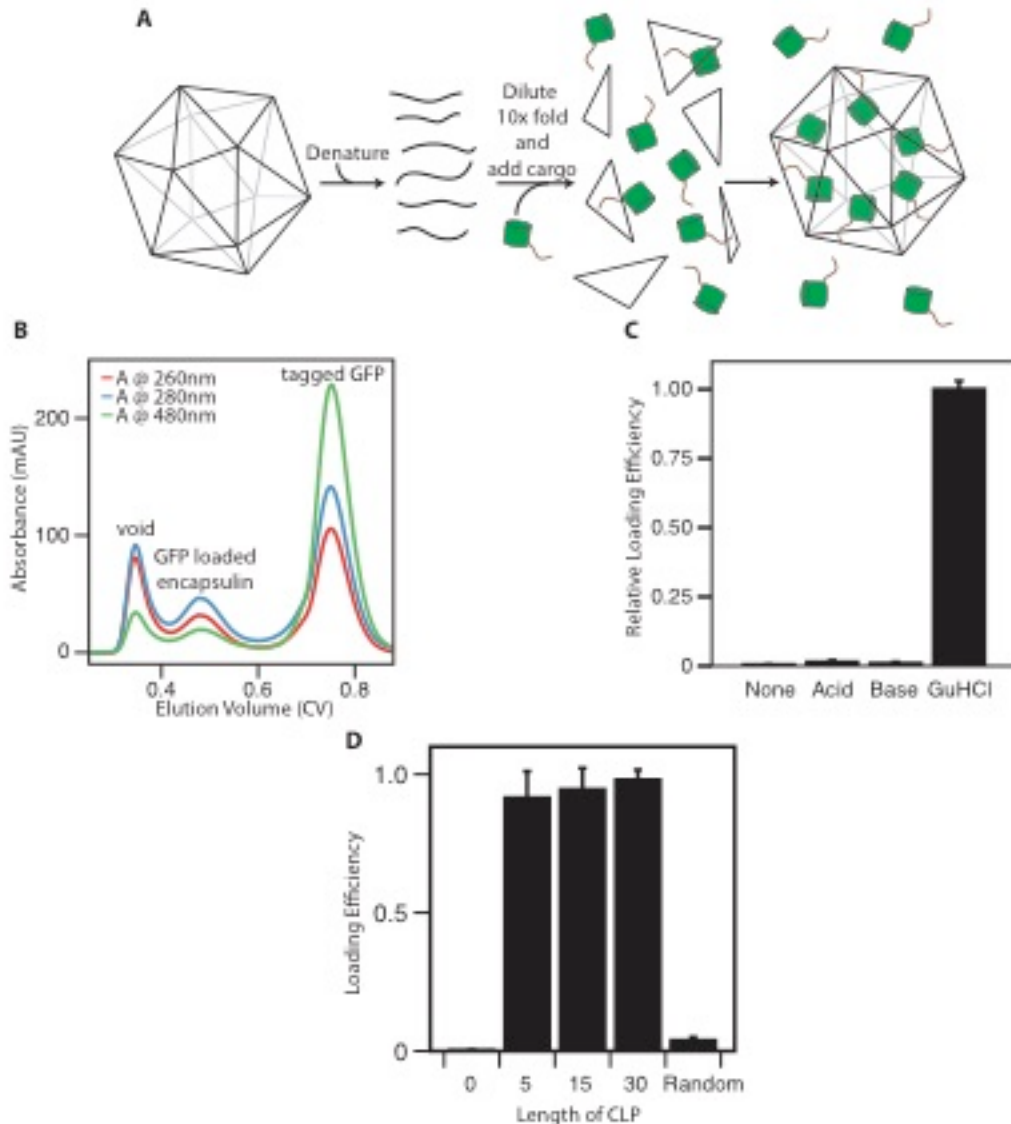 A
Denature
Dilute
10x fold
and
add cargo
B
A @ 260nm
A @ 280nm
A @ 480nm
tagged GFP
void
GFP loaded
encapsulin
200
100
0
Absorbance (mAU)
0.4
0.6
0.8
Elution Volume (CV)
C
Relative Loading Efficiency
1.00
0.75
0.50
0.25
0
None
Acid
Base
GuHCl
D
Loading Efficiency
1.0
0.5
0
0
5
15
30
Random
Length of CLP